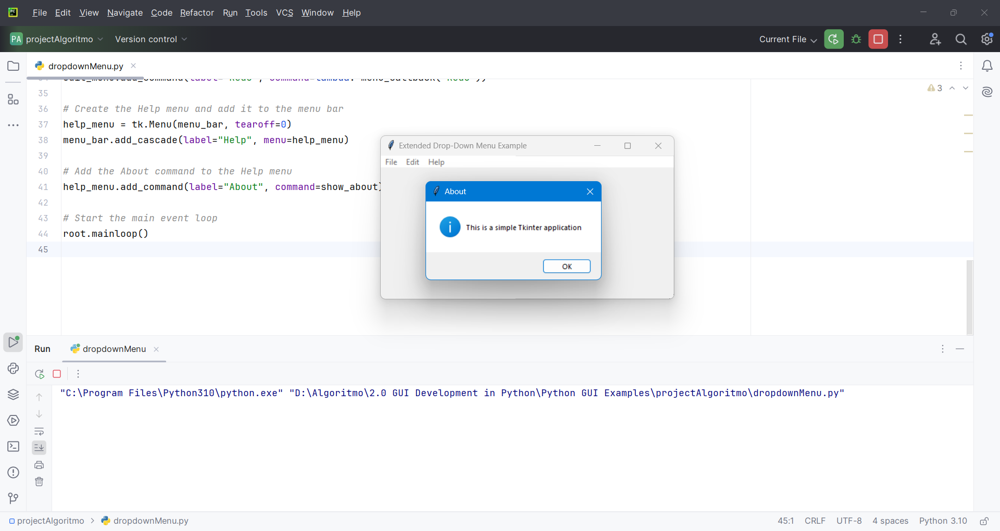 File Edit View Navigate Code Refactor Run Tools VCS Window Help
PA projectAlgoritmo Version control Current File
dropdownMenu.py
3
35
36 # Create the Help menu and add it to the menu bar
37 help_menu = tk.Menu(menu_bar, tearoff=0)
38 menu_bar.add_cascade(label="Help", menu=help_menu)
39
40 # Add the About command to the Help menu
41 help_menu.add_command(label="About", command=show_about)
42
43 # Start the main event loop
44 root.mainloop()
45
Extended Drop-Down Menu Example
File Edit Help
About
This is a simple Tkinter application
OK
Run dropdownMenu
"C:\Program Files\Python310\python.exe" "D:\Algoritmo\2.0 GUI Development in Python\Python GUI Examples\projectAlgoritmo\dropdownMenu.py"
projectAlgoritmo > dropdownMenu.py 45:1 CRLF UTF-8 4 spaces Python 3.10